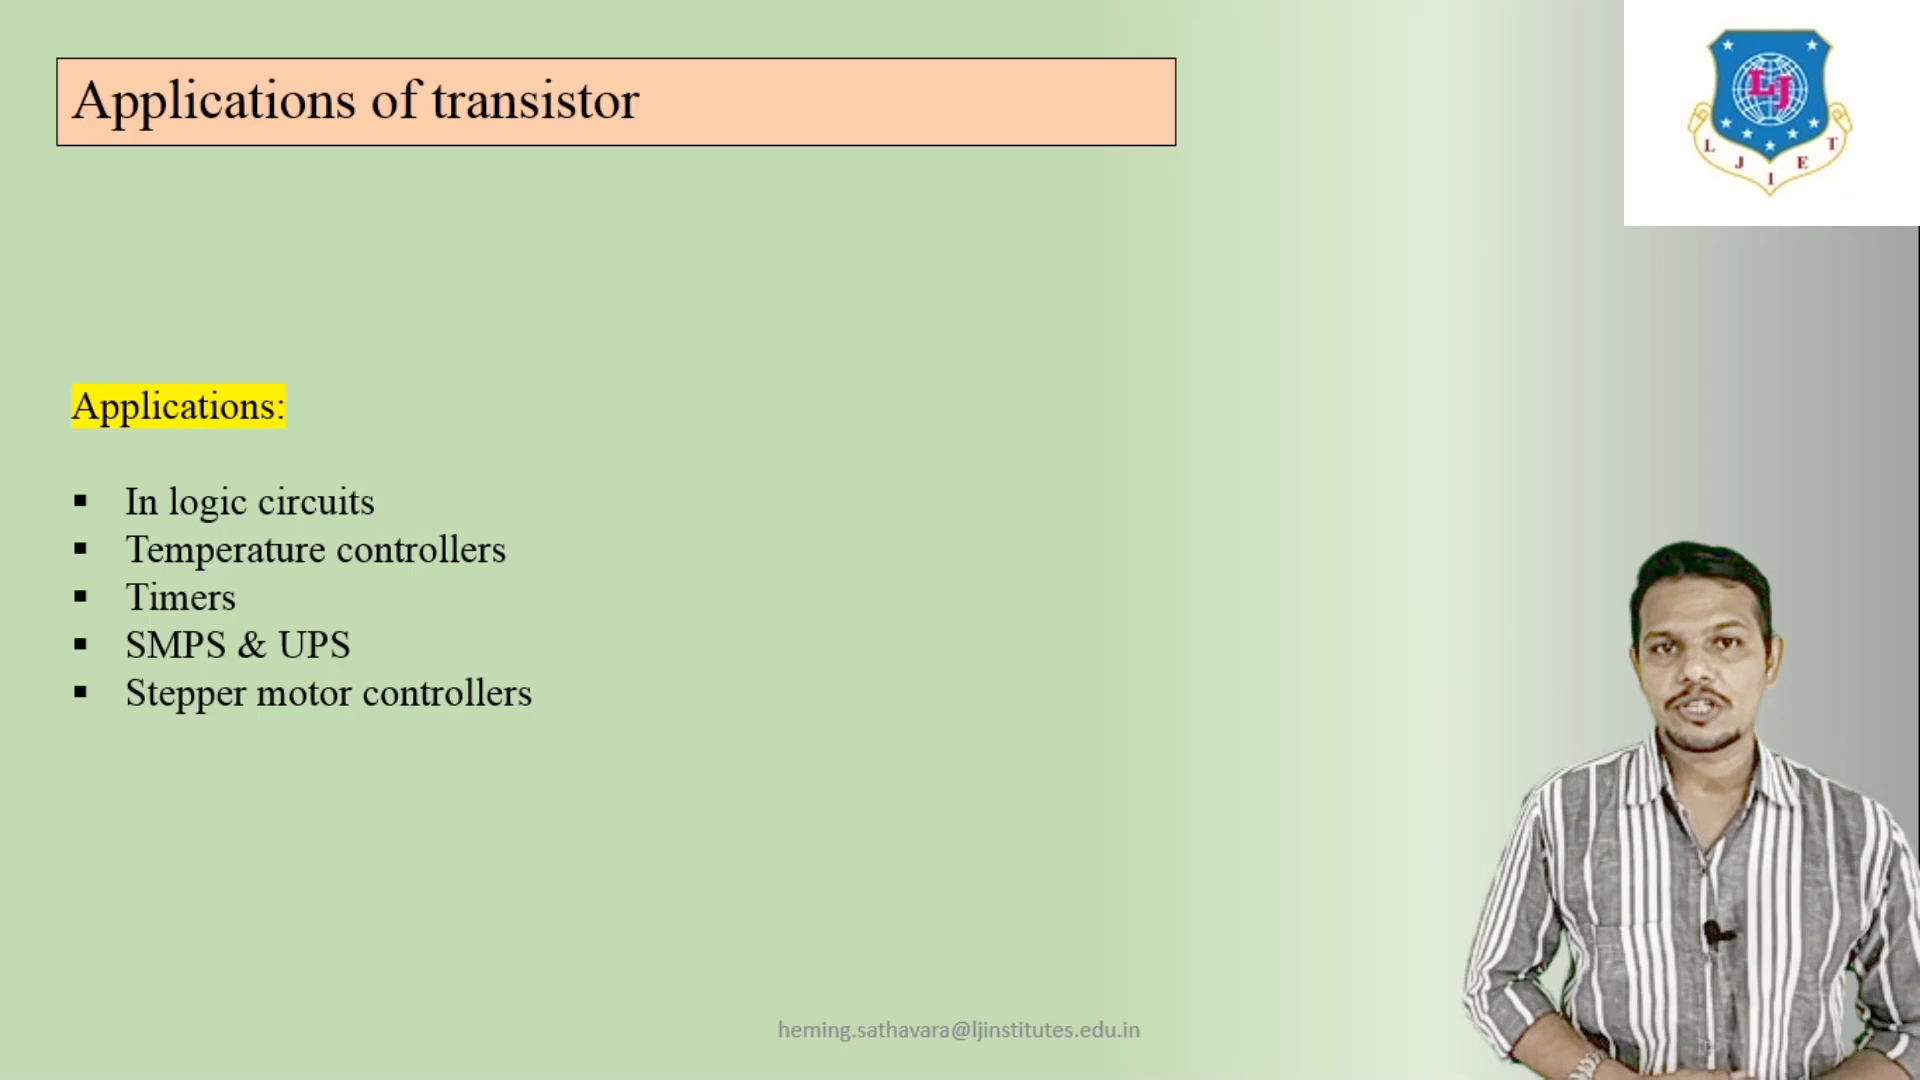 Applications of transistor
LJ
L J I E T
Applications:
▪ In logic circuits
▪ Temperature controllers
▪ Timers
▪ SMPS & UPS
▪ Stepper motor controllers
heming.sathavara@ljinstitutes.edu.in